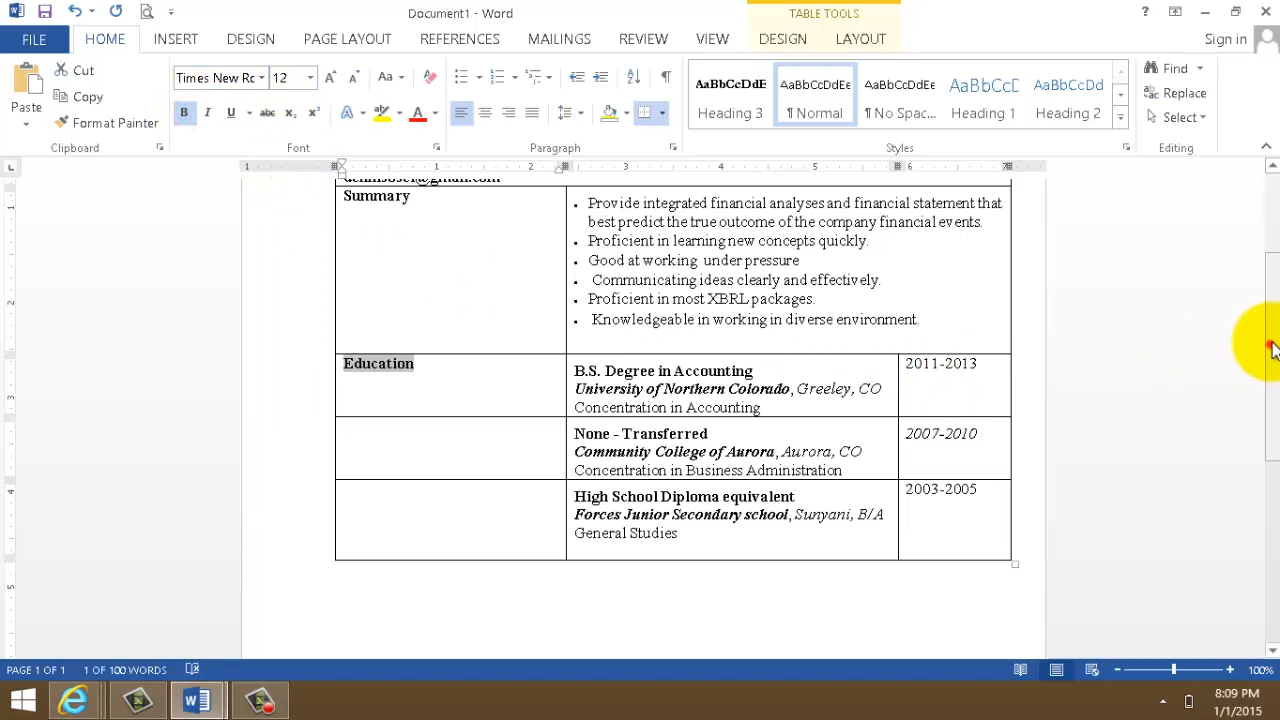 Document1 - Word
TABLE TOOLS
FILE HOME INSERT DESIGN PAGE LAYOUT REFERENCES MAILINGS REVIEW VIEW DESIGN LAYOUT Sign in
Paste
Cut
Copy
Format Painter
Clipboard
Times New Rc 12
Font
Paragraph
AaBbCcDdE AaBbCcDdEe AaBbCcDdEe AaBbCcD AaBbCcDd
Heading 3 ¶ Normal ¶ No Spac... Heading 1 Heading 2
Styles
Find
Replace
Select
Editing
Summary
Provide integrated financial analyses and financial statement that
best predict the true outcome of the company financial events.
Proficient in learning new concepts quickly.
Good at working under pressure
Communicating ideas clearly and effectively.
Proficient in most XBRL packages.
Knowledgeable in working in diverse environment.
Education
B.S. Degree in Accounting
University of Northern Colorado, Greeley, CO
Concentration in Accounting
2011-2013
None - Transferred
Community College of Aurora, Aurora, CO
Concentration in Business Administration
2007-2010
High School Diploma equivalent
Forces Junior Secondary school, Sunyani, B/A
General Studies
2003-2005
PAGE 1 OF 1 1 OF 100 WORDS 100%
8:09 PM
1/1/2015